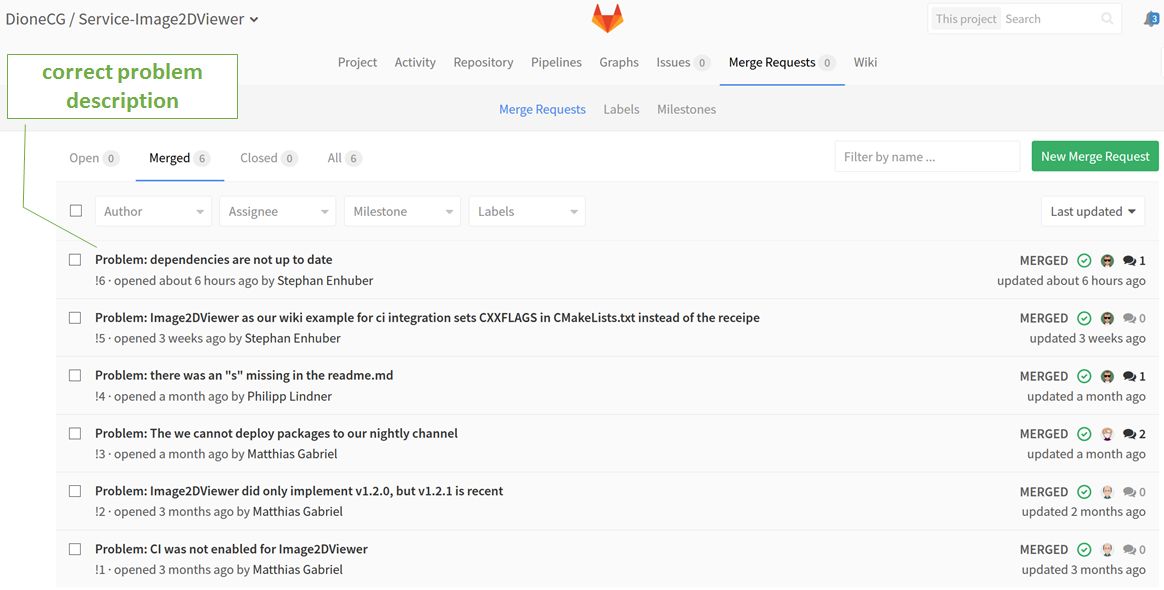 DioneCG / Service-Image2DViewer
This project Search
3
correct problem
description
Project Activity Repository Pipelines Graphs Issues 0 Merge Requests 0 Wiki
Merge Requests Labels Milestones
Open 0 Merged 6 Closed 0 All 6 Filter by name ... New Merge Request
Author Assignee Milestone Labels Last updated
Problem: dependencies are not up to date MERGED 1
!6 · opened about 6 hours ago by Stephan Enhuber updated about 6 hours ago
Problem: Image2DViewer as our wiki example for ci integration sets CXXFLAGS in CMakeLists.txt instead of the receipe MERGED 0
!5 · opened 3 weeks ago by Stephan Enhuber updated 3 weeks ago
Problem: there was an "s" missing in the readme.md MERGED 1
!4 · opened a month ago by Philipp Lindner updated a month ago
Problem: The we cannot deploy packages to our nightly channel MERGED 2
!3 · opened a month ago by Matthias Gabriel updated a month ago
Problem: Image2DViewer did only implement v1.2.0, but v1.2.1 is recent MERGED 0
!2 · opened 3 months ago by Matthias Gabriel updated 2 months ago
Problem: CI was not enabled for Image2DViewer MERGED 0
!1 · opened 3 months ago by Matthias Gabriel updated 3 months ago